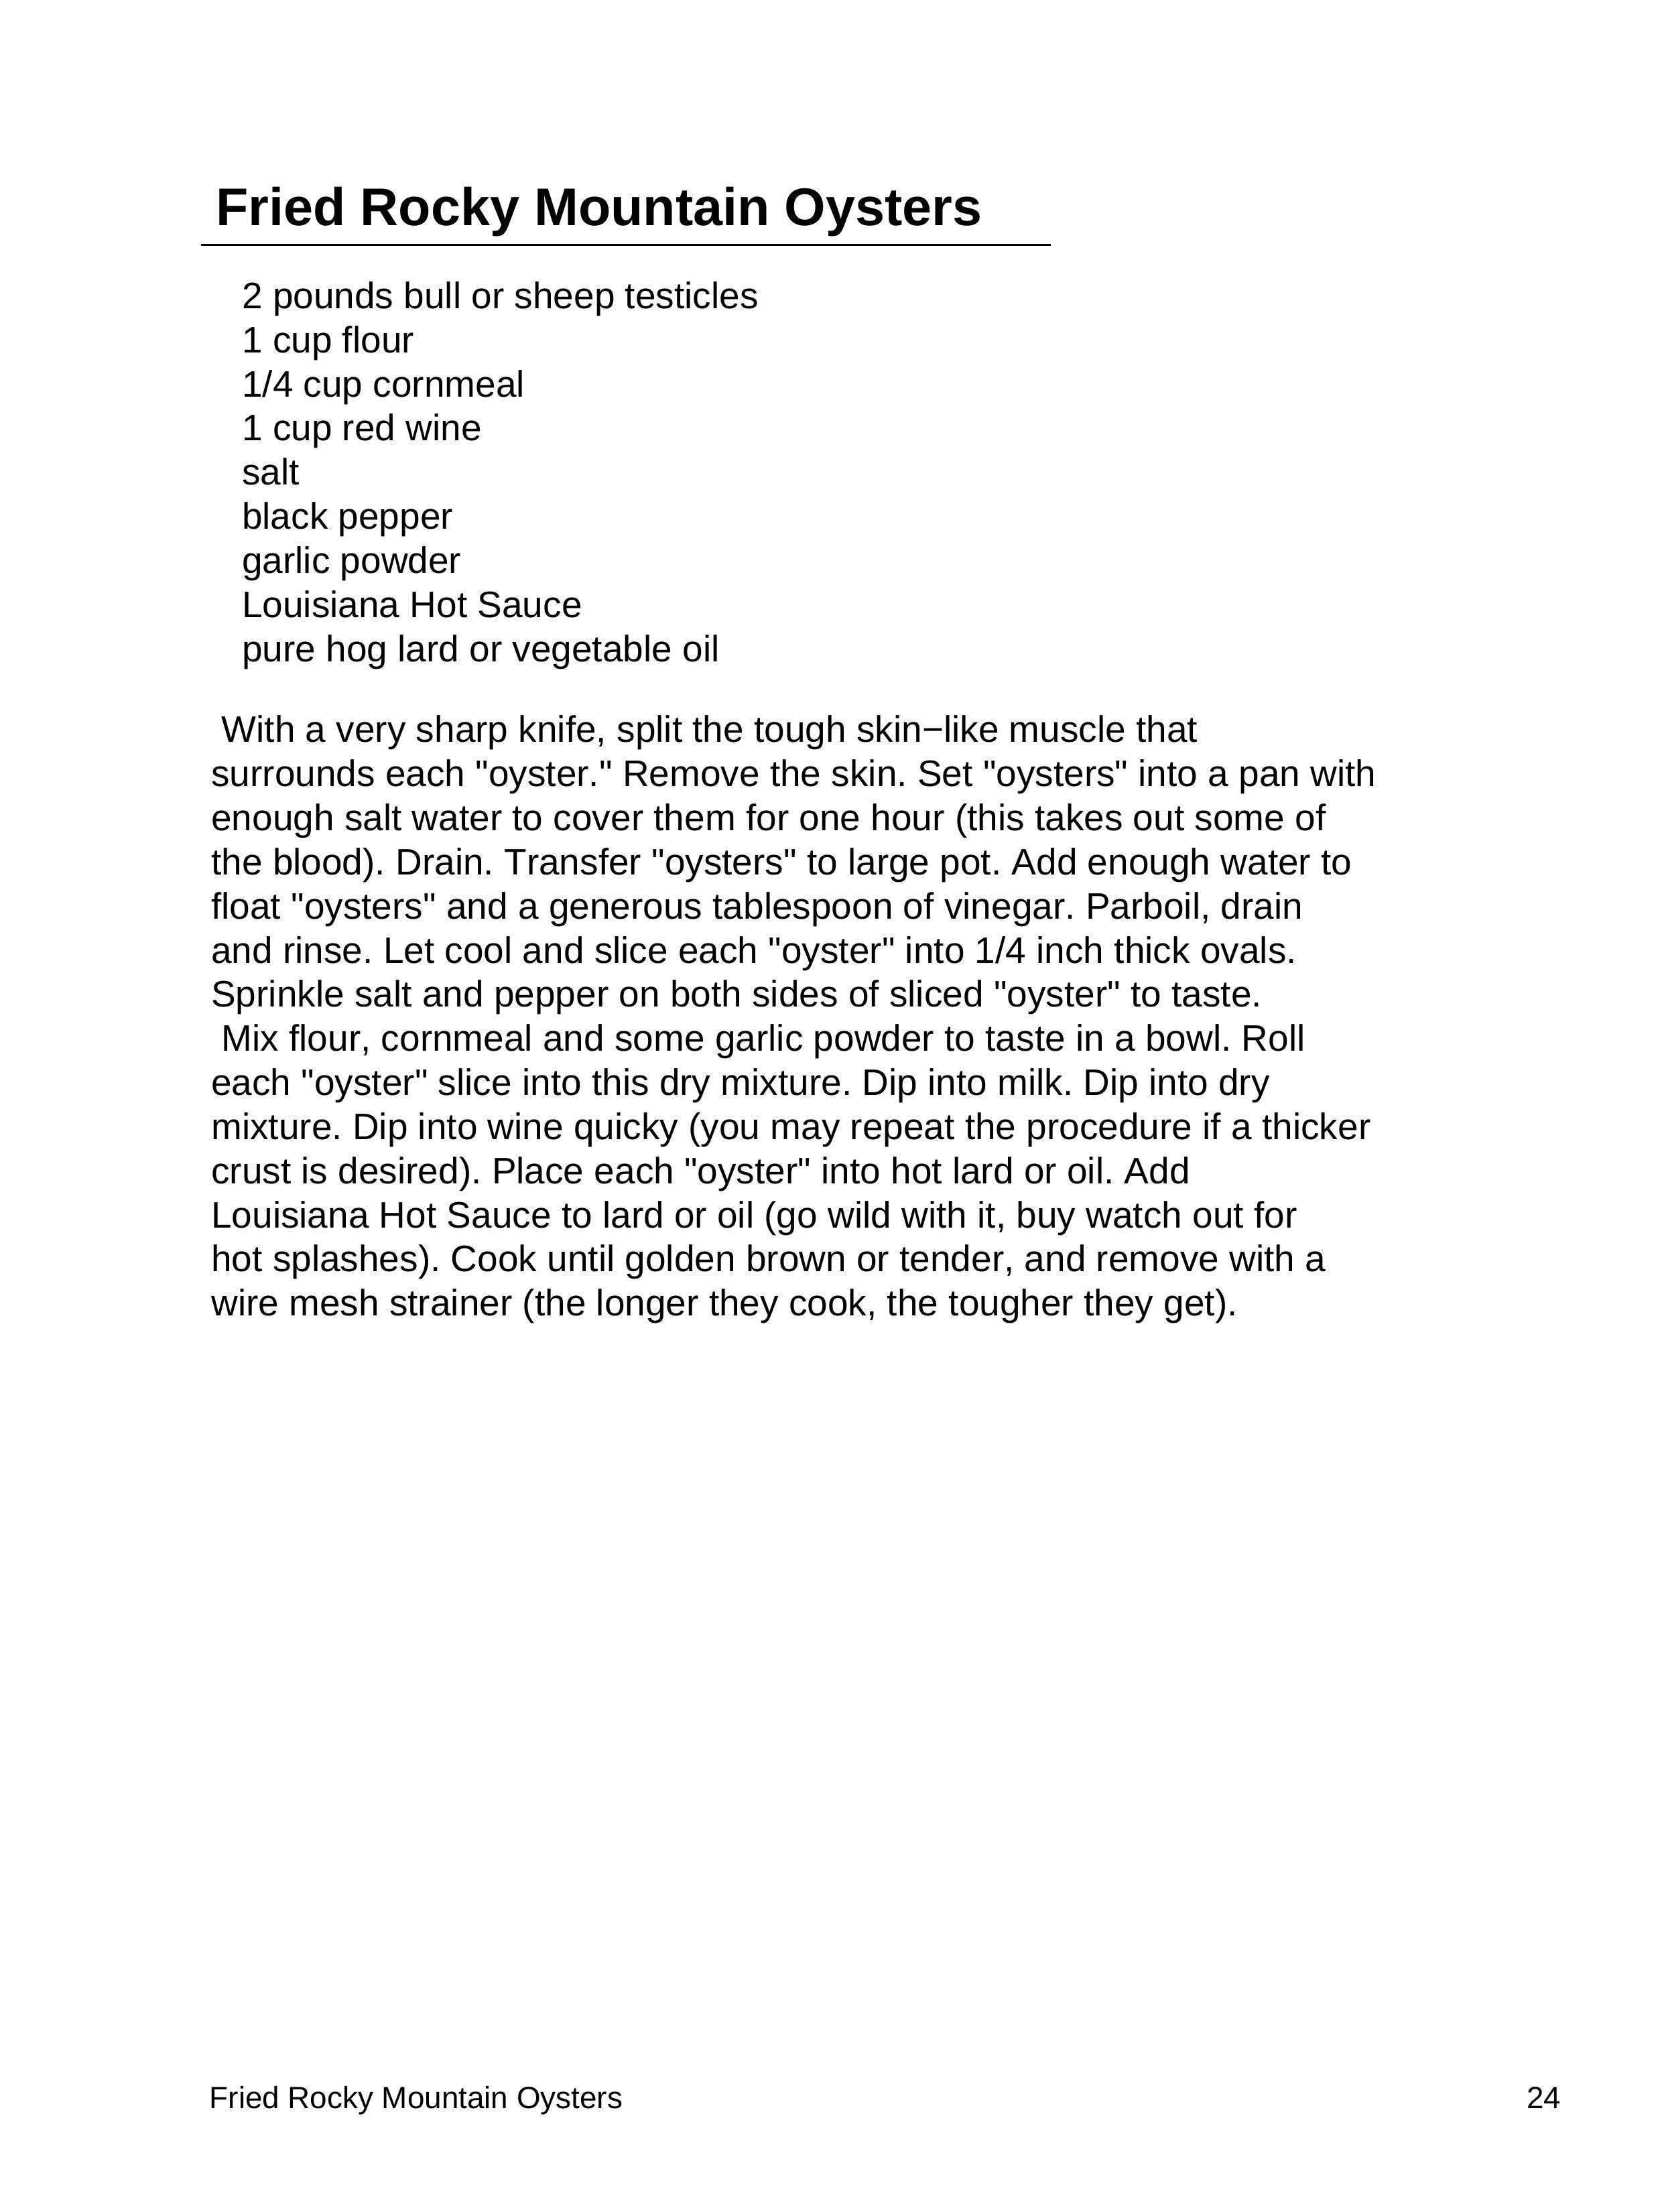 Fried Rocky Mountain Oysters
2 pounds bull or sheep testicles
1 cup flour
1/4 cup cornmeal
1 cup red wine
salt
black pepper
garlic powder
Louisiana Hot Sauce
pure hog lard or vegetable oil
With a very sharp knife, split the tough skin−like muscle that
surrounds each "oyster." Remove the skin. Set "oysters" into a pan with
enough salt water to cover them for one hour (this takes out some of
the blood). Drain. Transfer "oysters" to large pot. Add enough water to
float "oysters" and a generous tablespoon of vinegar. Parboil, drain
and rinse. Let cool and slice each "oyster" into 1/4 inch thick ovals.
Sprinkle salt and pepper on both sides of sliced "oyster" to taste.
Mix flour, cornmeal and some garlic powder to taste in a bowl. Roll
each "oyster" slice into this dry mixture. Dip into milk. Dip into dry
mixture. Dip into wine quicky (you may repeat the procedure if a thicker
crust is desired). Place each "oyster" into hot lard or oil. Add
Louisiana Hot Sauce to lard or oil (go wild with it, buy watch out for
hot splashes). Cook until golden brown or tender, and remove with a
wire mesh strainer (the longer they cook, the tougher they get).
Fried Rocky Mountain Oysters 24